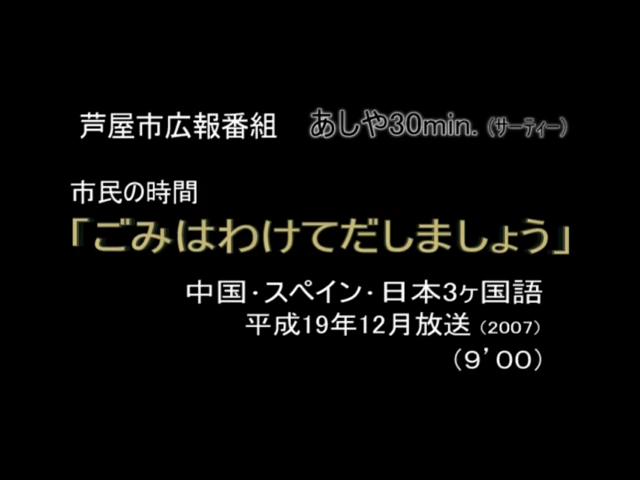 芦屋市広報番組 あしや30min.（サーティー）
市民の時間
「ごみはわけてだしましょう」
中国・スペイン・日本3ヶ国語
平成19年12月放送（2007）
（9’00）